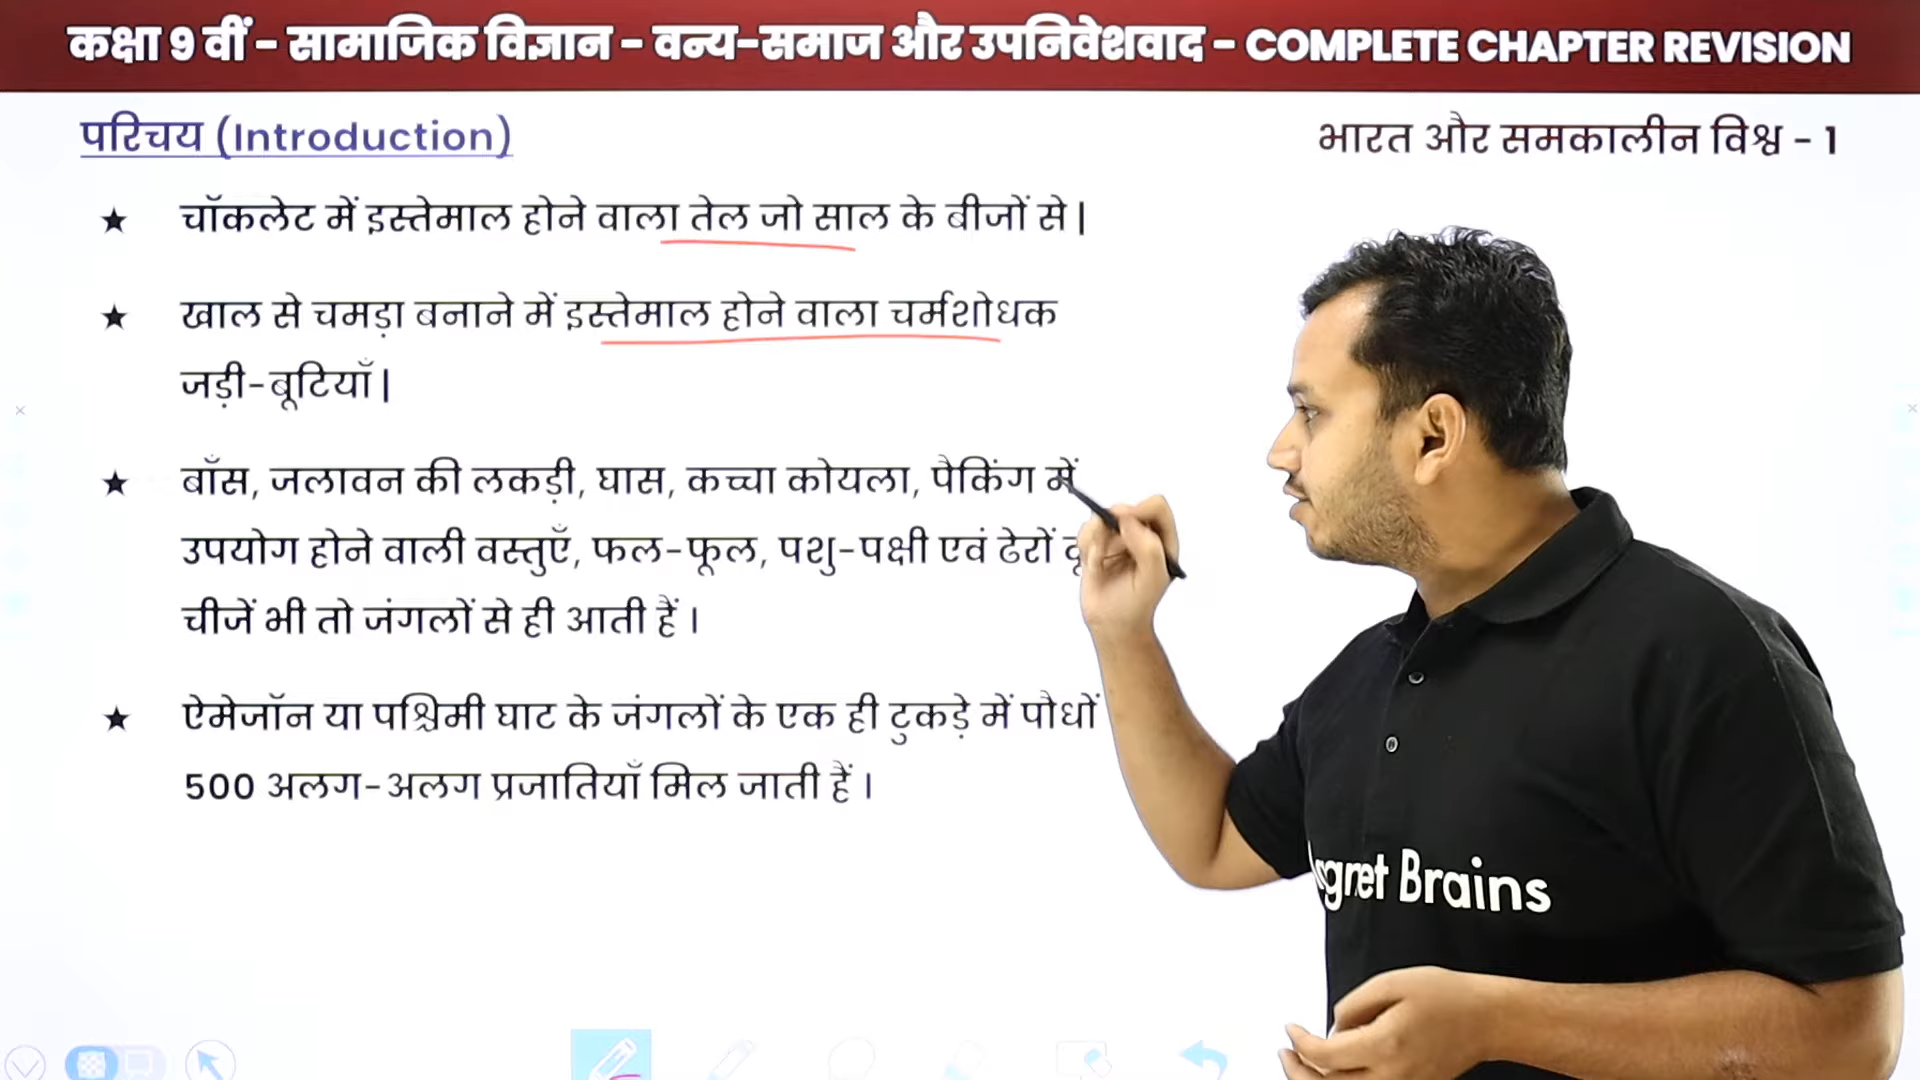 कक्षा 9 वीं - सामाजिक विज्ञान - वन्य-समाज और उपनिवेशवाद - COMPLETE CHAPTER REVISION
परिचय (Introduction)
भारत और समकालीन विश्व - 1
★ चॉकलेट में इस्तेमाल होने वाला तेल जो साल के बीजों से|
★ खाल से चमड़ा बनाने में इस्तेमाल होने वाला चर्मशोधक
जड़ी-बूटियाँ|
★ बाँस, जलावन की लकड़ी, घास, कच्चा कोयला, पैकिंग में
उपयोग होने वाली वस्तुएँ, फल-फूल, पशु-पक्षी एवं ढेरों
चीजें भी तो जंगलों से ही आती हैं ।
★ ऐमेजॉन या पश्चिमी घाट के जंगलों के एक ही टुकड़े में पौधों
500 अलग-अलग प्रजातियाँ मिल जाती हैं ।
Brains